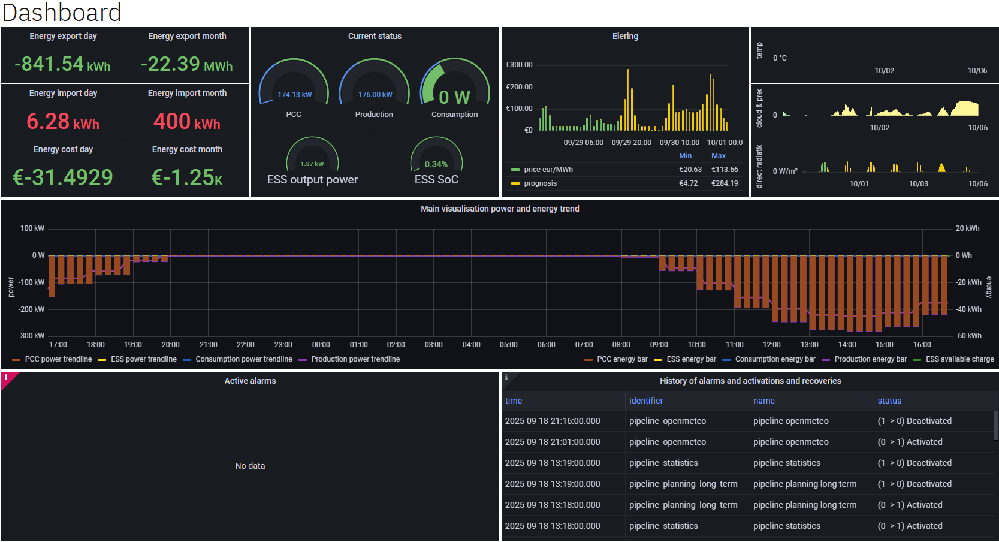 Dashboard
Energy export day
-841.54 kWh
Energy export month
-22.39 MWh
Energy import day
6.28 kWh
Energy import month
400 kWh
Energy cost day
€-31.4929
Energy cost month
€-1.25K
Current status
-174.13 kW
PCC
-176.00 kW
Production
0 W
Consumption
1.87 kW
ESS output power
0.34%
ESS SoC
Elering
€300.00
€200.00
€100.00
€0
09/29 06:00 09/29 20:00 09/30 10:00 10/01 00:0
Min Max
price eur/MWh €20.63 €113.66
prognosis €4.72 €284.19
temp
0 °C
10/02 10/06
cloud & prec
0
10/02 10/06
direct radiatic
0 W/m²
10/01 10/03 10/06
Main visualisation power and energy trend
power
100 kW
0 W
-100 kW
-200 kW
-300 kW
20 kWh
0 Wh
-20 kWh
-40 kWh
-60 kWh
energy
17:00 18:00 19:00 20:00 21:00 22:00 23:00 00:00 01:00 02:00 03:00 04:00 05:00 06:00 07:00 08:00 09:00 10:00 11:00 12:00 13:00 14:00 15:00 16:00
PCC power trendline ESS power trendline Consumption power trendline Production power trendline
PCC energy bar ESS energy bar Consumption energy bar Production energy bar ESS available charge
!
Active alarms
No data
i
History of alarms and activations and recoveries
time identifier name status
2025-09-18 21:16:00.000 pipeline_openmeteo pipeline openmeteo (1 -> 0) Deactivated
2025-09-18 21:01:00.000 pipeline_openmeteo pipeline openmeteo (0 -> 1) Activated
2025-09-18 13:19:00.000 pipeline_statistics pipeline statistics (1 -> 0) Deactivated
2025-09-18 13:19:00.000 pipeline_planning_long_term pipeline planning long term (1 -> 0) Deactivated
2025-09-18 13:18:00.000 pipeline_planning_long_term pipeline planning long term (0 -> 1) Activated
2025-09-18 13:18:00.000 pipeline_statistics pipeline statistics (0 -> 1) Activated